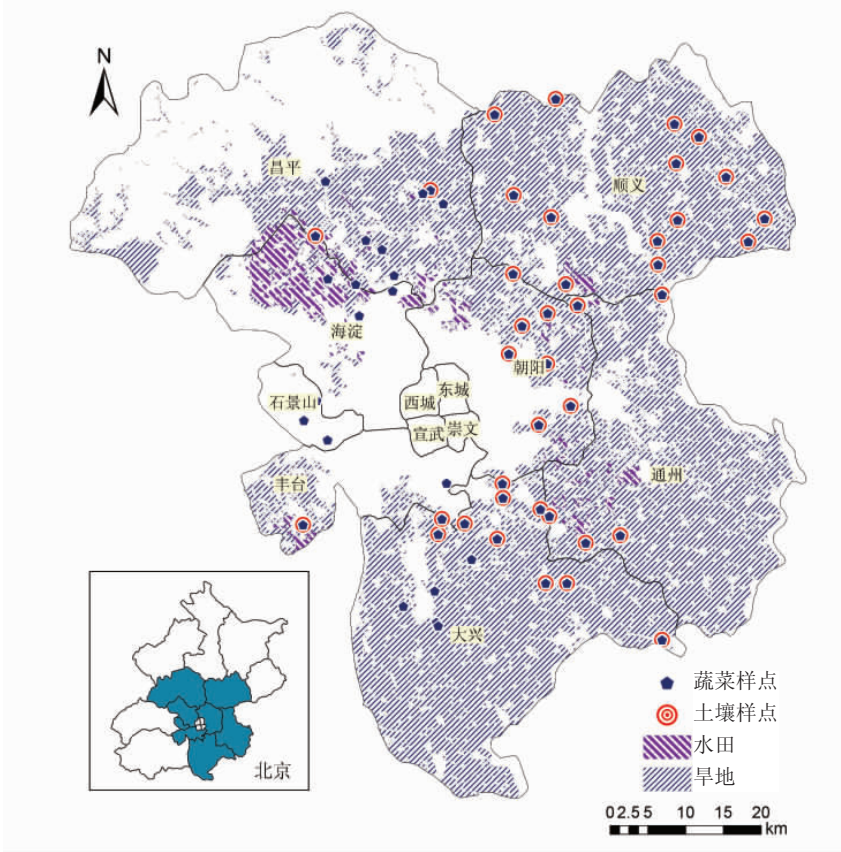 N
昌平
顺义
海淀
朝阳
石景山
西城
东城
宣武
崇文
丰台
通州
大兴
北京
蔬菜样点
土壤样点
水田
旱地
0 2.5 5 10 15 20
km